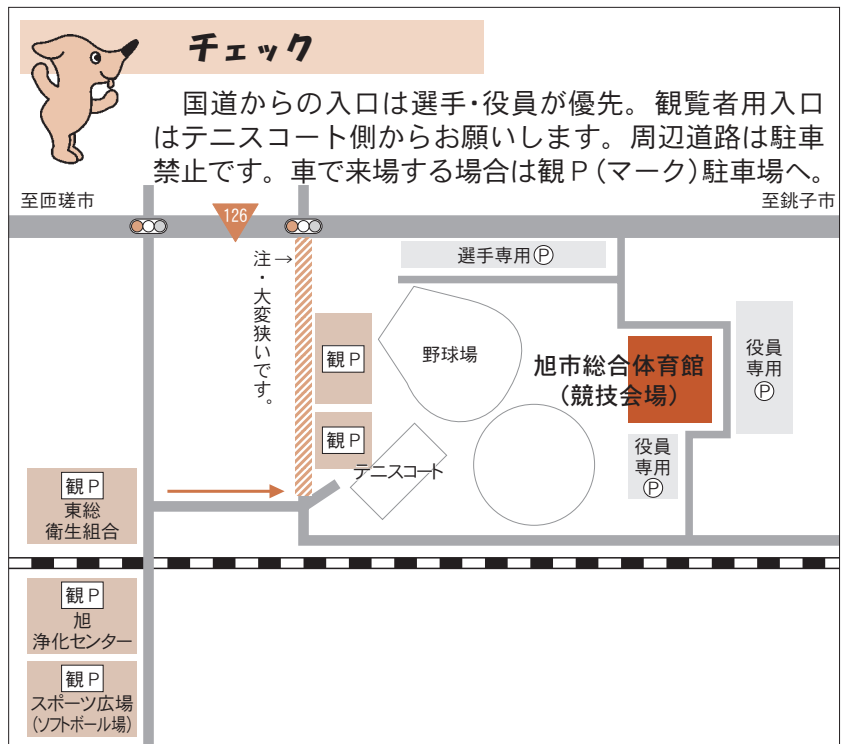 チェック
国道からの入口は選手・役員が優先。観覧者用入口
はテニスコート側からお願いします。周辺道路は駐車
禁止です。車で来場する場合は観P(マーク)駐車場へ。
至匝瑳市
至銚子市
126
選手専用Ⓟ
注→
・大変狭いです。
観P
野球場
旭市総合体育館
(競技会場)
役員
専用
Ⓟ
観P
テニスコート
役員
専用
Ⓟ
観P
東総
衛生組合
観P
旭
浄化センター
観P
スポーツ広場
(ソフトボール場)